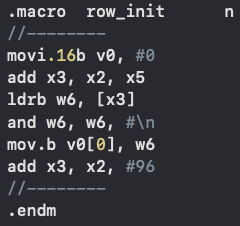 .macro row_init n
//--------
movi.16b v0, #0
add x3, x2, x5
ldrb w6, [x3]
and w6, w6, #\n
mov.b v0[0], w6
add x3, x2, #96
//--------
.endm